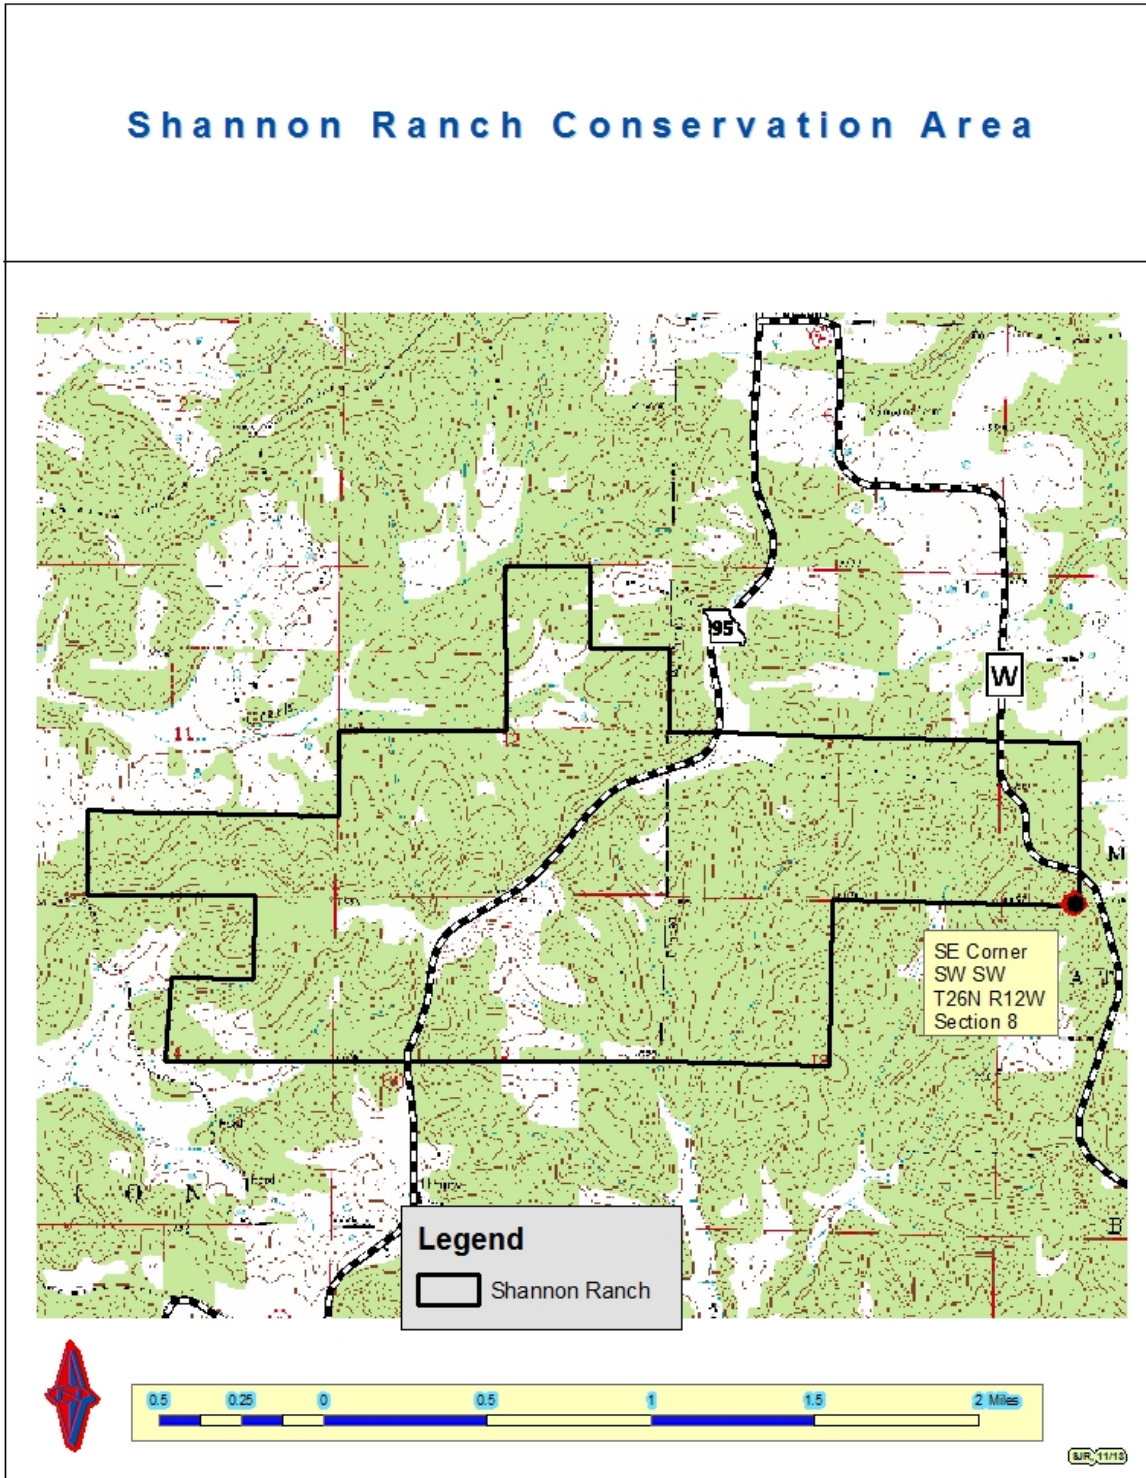 Shannon Ranch Conservation Area
95
W
11
M
SE Corner
SW SW
T26N R12W
Section 8
A T
C O N
B
Legend
Shannon Ranch
0.5 0.25 0 0.5 1 1.5 2 Miles